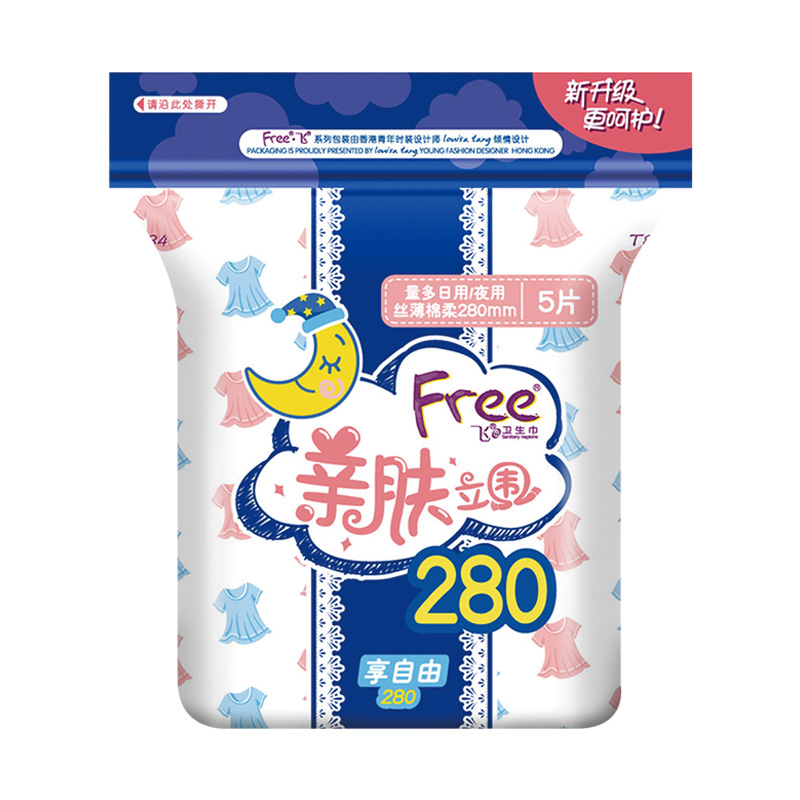 请沿此处撕开
新升级
更呵护!
Free®·飞® 系列包装由香港青年时装设计师 louisa tang 倾情设计
PACKAGING IS PROUDLY PRESENTED BY louisa tang YOUNG FASHION DESIGNER HONG KONG
量多日用/夜用
丝薄棉柔280mm
5片
Free®
飞®卫生巾
Sanitary napkins
亲肤立围
280
享自由
280